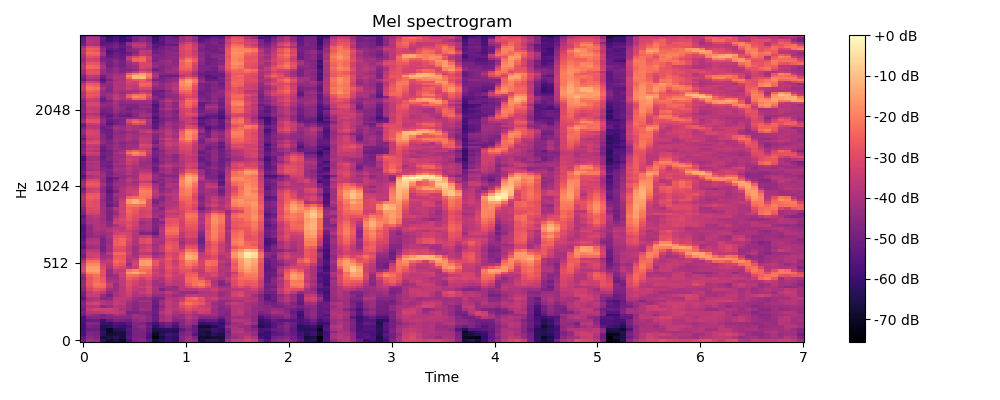 Mel spectrogram
Hz
2048
1024
512
0
0 1 2 3 4 5 6 7
Time
+0 dB
-10 dB
-20 dB
-30 dB
-40 dB
-50 dB
-60 dB
-70 dB